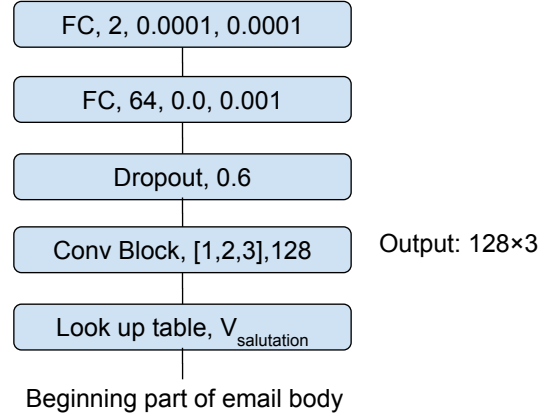 FC, 2, 0.0001, 0.0001
FC, 64, 0.0, 0.001
Dropout, 0.6
Conv Block, [1,2,3],128
Output: 128×3
Look up table, V_salutation
Beginning part of email body